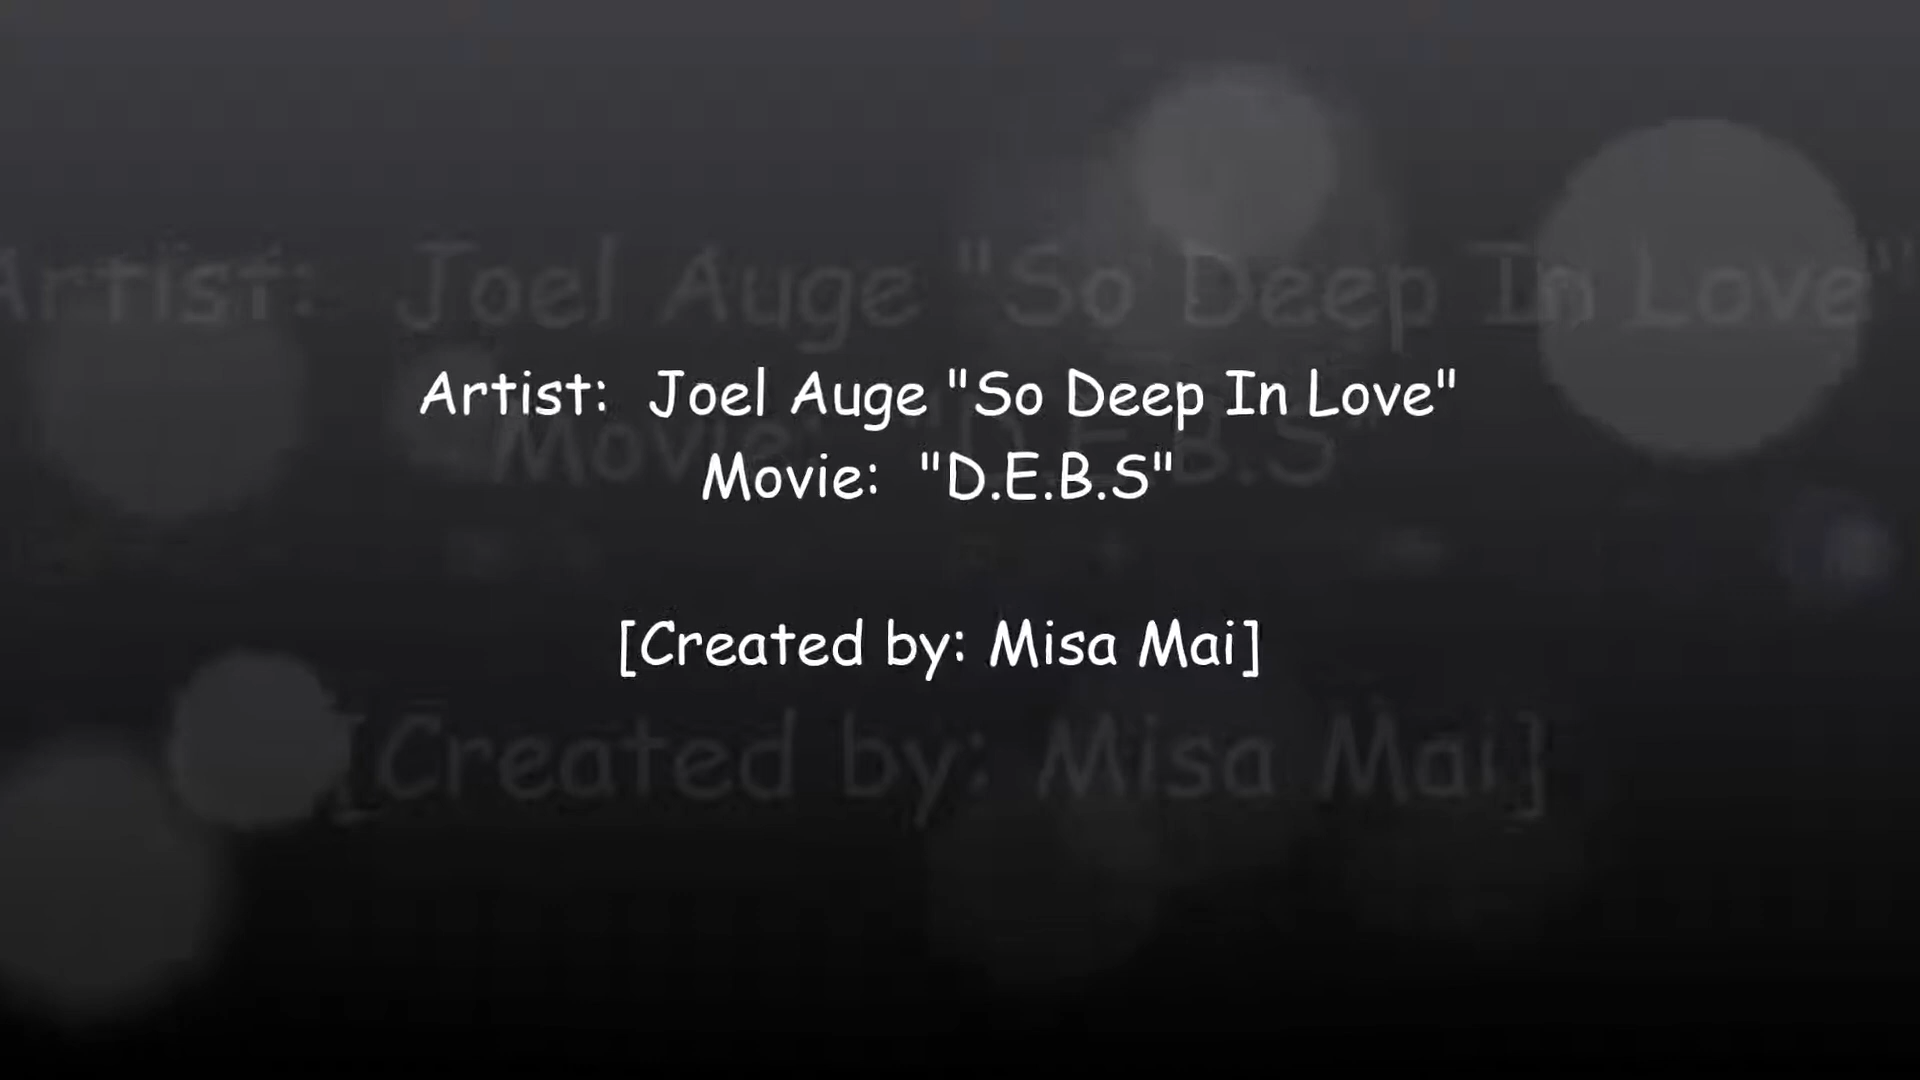 Artist:  Joel Auge "So Deep In Love"
Movie:  "D.E.B.S"
[Created by: Misa Mai]